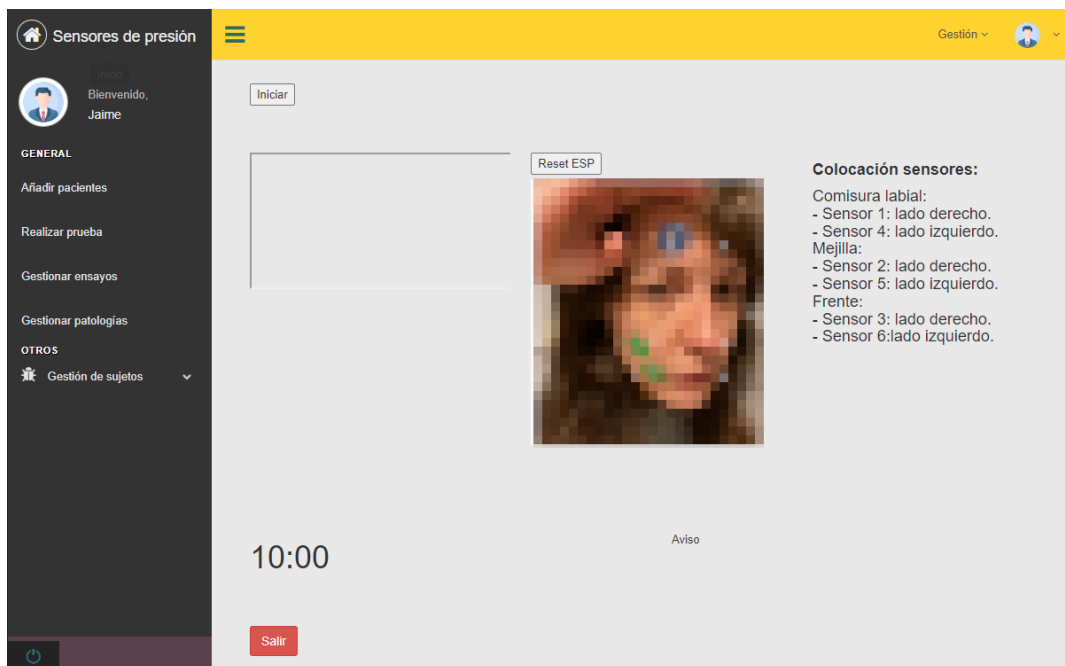 Sensores de presión
Gestión
Inicio
Bienvenido,
Jaime
Iniciar
GENERAL
Añadir pacientes
Realizar prueba
Gestionar ensayos
Gestionar patologías
OTROS
Gestión de sujetos
Reset ESP
Colocación sensores:
Comisura labial:
- Sensor 1: lado derecho.
- Sensor 4: lado izquierdo.
Mejilla:
- Sensor 2: lado derecho.
- Sensor 5: lado izquierdo.
Frente:
- Sensor 3: lado derecho.
- Sensor 6:lado izquierdo.
10:00
Aviso
Salir